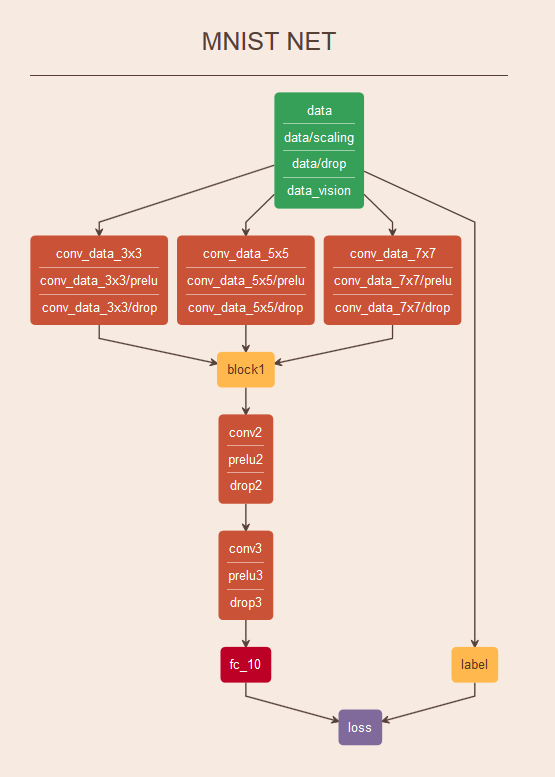 MNIST NET
data
data/scaling
data/drop
data_vision
conv_data_3x3
conv_data_3x3/prelu
conv_data_3x3/drop
conv_data_5x5
conv_data_5x5/prelu
conv_data_5x5/drop
conv_data_7x7
conv_data_7x7/prelu
conv_data_7x7/drop
block1
conv2
prelu2
drop2
conv3
prelu3
drop3
fc_10
label
loss